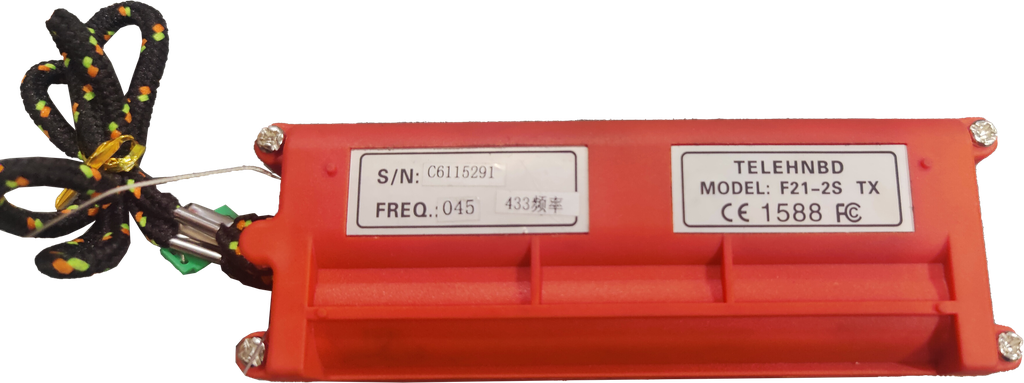 S/N: C6115291
FREQ.: 045 433频率
TELEHNBD
MODEL: F21-2S TX
CE 1588 FC